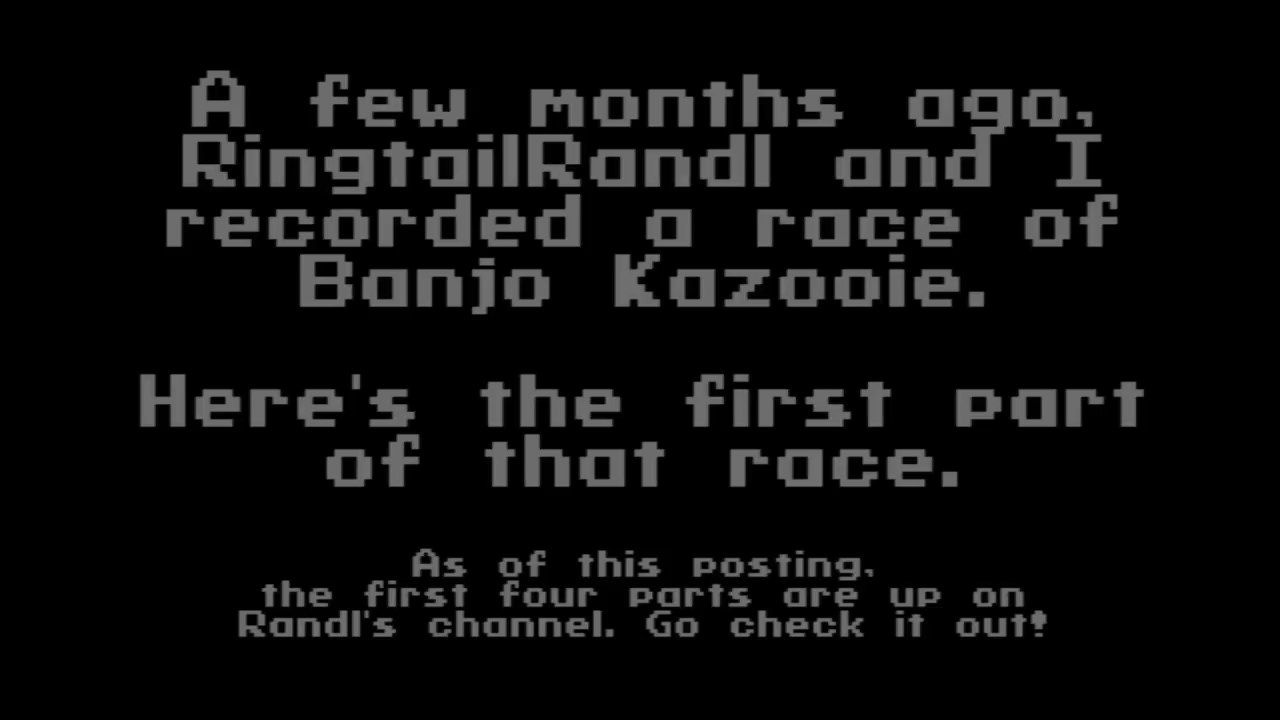 A few months ago,
RingtailRandl and I
recorded a race of
Banjo Kazooie.
Here's the first part
of that race.
As of this posting,
the first four parts are up on
Randl's channel. Go check it out!